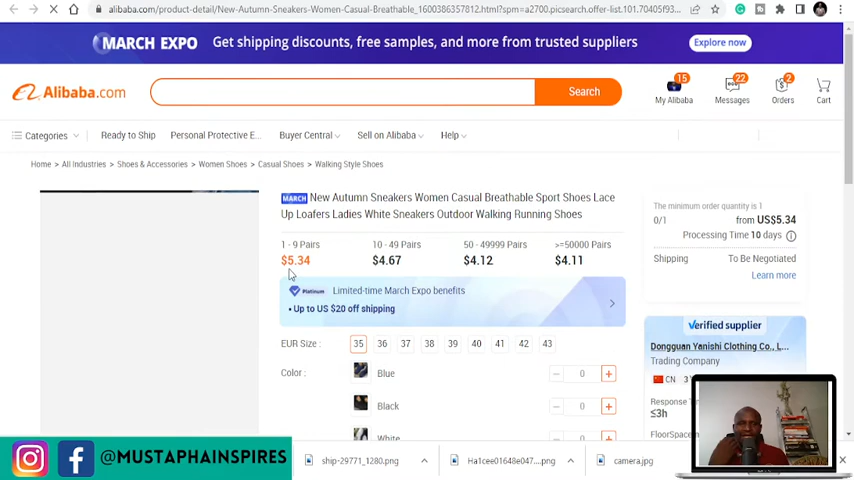 alibaba.com/product-detail/New-Autumn-Sneakers-Women-Casual-Breathable_1600386357812.html?spm=a2700.picsearch.offer-list.101.70405f93...
MARCH EXPO Get shipping discounts, free samples, and more from trusted suppliers Explore now
Alibaba.com Search
15 22 2
My Alibaba Messages Orders Cart
Categories Ready to Ship Personal Protective E... Buyer Central Sell on Alibaba Help
Home > All Industries > Shoes & Accessories > Women Shoes > Casual Shoes > Walking Style Shoes
MARCH New Autumn Sneakers Women Casual Breathable Sport Shoes Lace
Up Loafers Ladies White Sneakers Outdoor Walking Running Shoes
1 - 9 Pairs 10 - 49 Pairs 50 - 49999 Pairs >=50000 Pairs
$5.34 $4.67 $4.12 $4.11
Platinum Limited-time March Expo benefits
• Up to US $20 off shipping
EUR Size : 35 36 37 38 39 40 41 42 43
Color : Blue 0
Black 0
White
The minimum order quantity is 1
0/1 from US$5.34
Processing Time 10 days
Shipping To Be Negotiated
Learn more
Verified supplier
Dongguan Yanishi Clothing Co., L...
Trading Company
CN
Response
≤3h
FloorSpace
@MUSTAPHAINSPIRES
ship-29771_1280.png Ha1cee01648e047....png camera.jpg